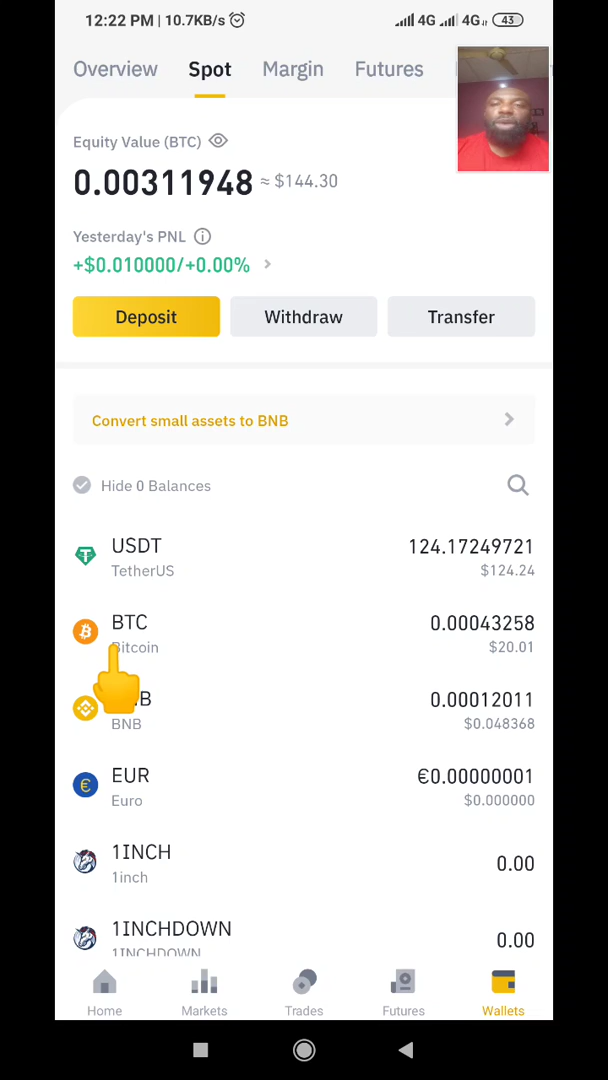 12:22 PM | 10.7KB/s 4G 4G 43
Overview Spot Margin Futures
Equity Value (BTC)
0.00311948 ≈ $144.30
Yesterday's PNL
+$0.010000/+0.00%
Deposit Withdraw Transfer
Convert small assets to BNB
Hide 0 Balances
USDT 124.17249721
TetherUS $124.24
BTC 0.00043258
Bitcoin $20.01
BNB 0.00012011
BNB $0.048368
EUR €0.00000001
Euro $0.000000
1INCH 0.00
1inch
1INCHDOWN 0.00
1INCHDOWN
Home Markets Trades Futures Wallets